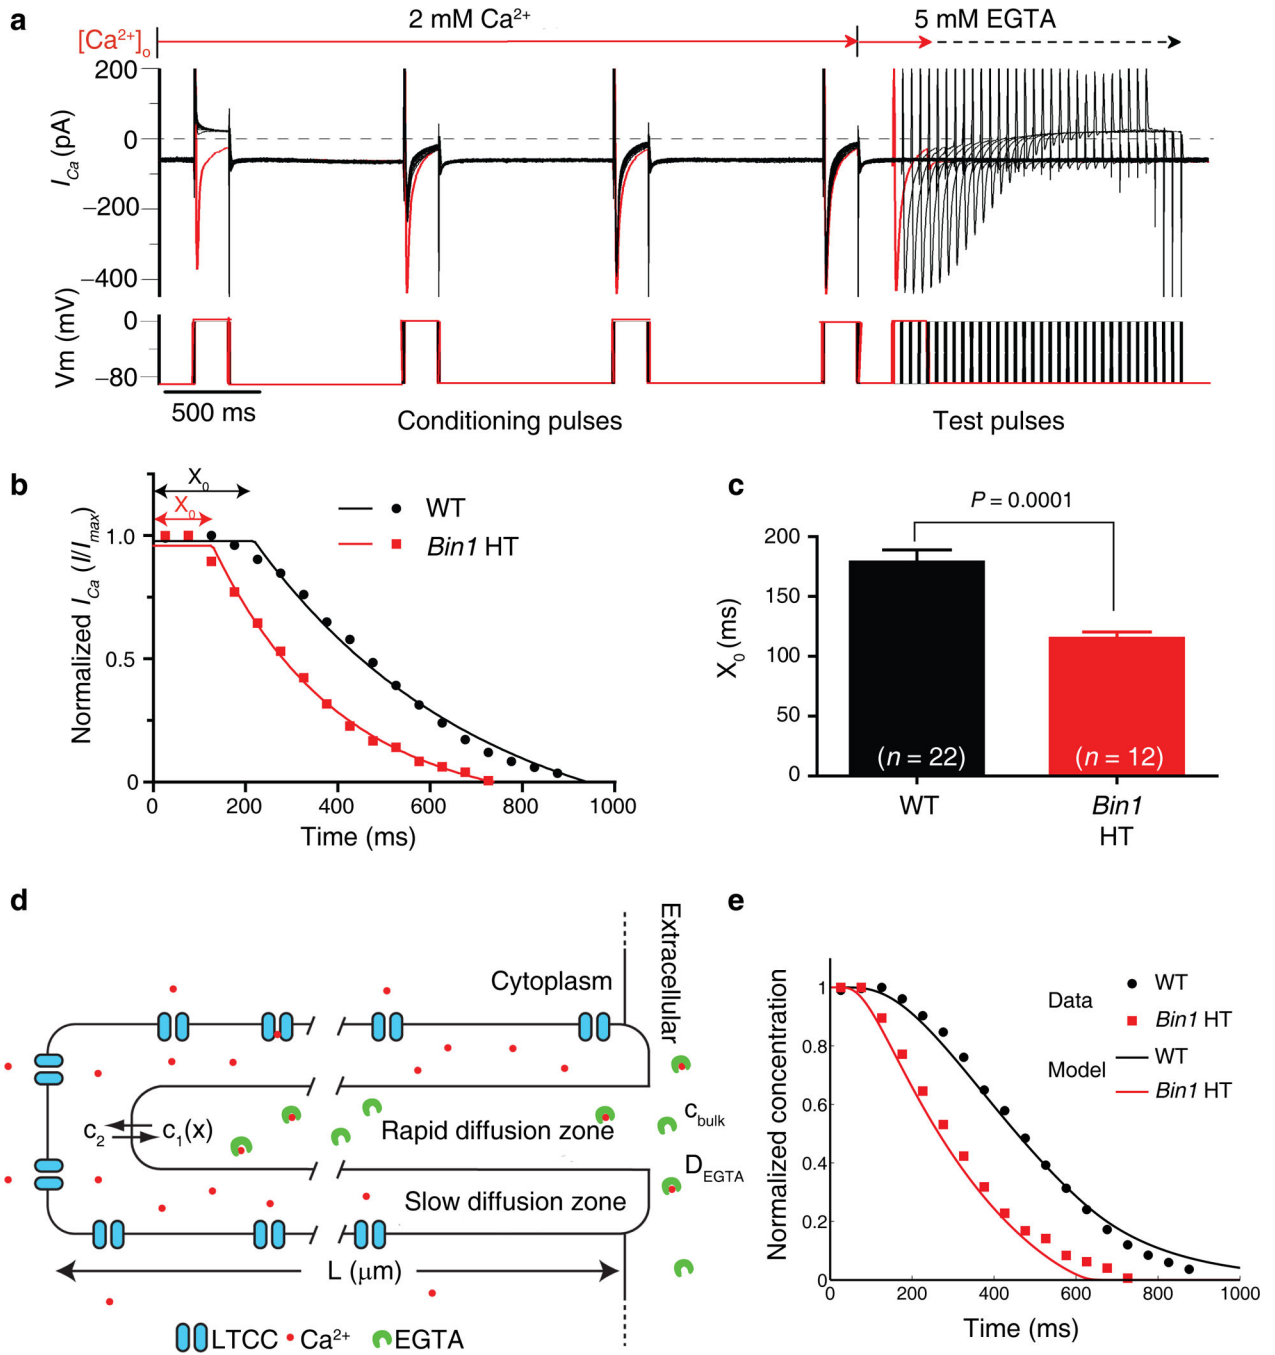 a
2 mM Ca²⁺
5 mM EGTA
[Ca²⁺]ₒ
200
0
−200
−400
I_Ca (pA)
0
−80
Vm (mV)
500 ms
Conditioning pulses
Test pulses
b
X₀
X₀
WT
Bin1 HT
1.0
0.5
0
Normalized I_Ca (I/I_max)
0 200 400 600 800 1000
Time (ms)
c
P = 0.0001
200
150
100
50
0
X₀ (ms)
(n = 22)
(n = 12)
WT
Bin1
HT
d
Cytoplasm
Extracellular
c₂
c₁(x)
Rapid diffusion zone
c_bulk
D_EGTA
Slow diffusion zone
L (μm)
LTCC
Ca²⁺
EGTA
e
Data
WT
Bin1 HT
Model
WT
Bin1 HT
1
0.8
0.6
0.4
0.2
0
Normalized concentration
0 200 400 600 800 1000
Time (ms)